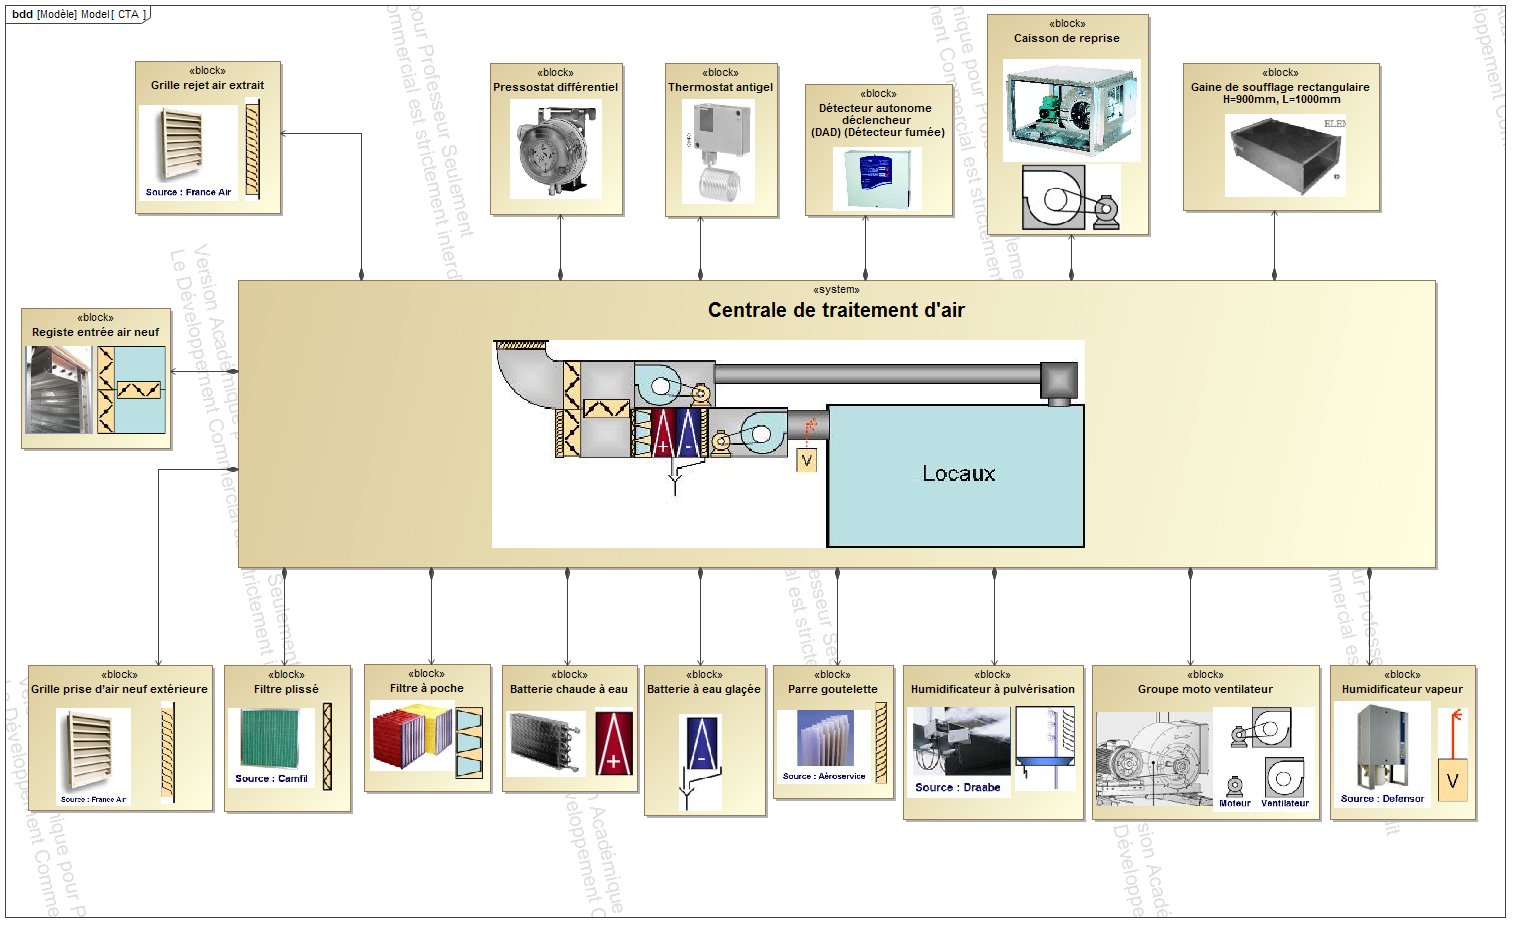 bdd [Modèle] Model [ CTA ]
«block»
Grille rejet air extrait
Source : France Air
«block»
Pressostat différentiel
«block»
Thermostat antigel
«block»
Détecteur autonome
déclencheur
(DAD) (Détecteur fumée)
«block»
Caisson de reprise
«block»
Gaine de soufflage rectangulaire
H=900mm, L=1000mm
ELEM
«block»
Registe entrée air neuf
«system»
Centrale de traitement d'air
+
-
V
Locaux
«block»
Grille prise d'air neuf extérieure
Source : France Air
«block»
Filtre plissé
Source : Camfil
«block»
Filtre à poche
«block»
Batterie chaude à eau
+
«block»
Batterie à eau glaçée
-
«block»
Parre goutelette
Source : Aéroservice
«block»
Humidificateur à pulvérisation
Source : Draabe
«block»
Groupe moto ventilateur
Moteur Ventilateur
«block»
Humidificateur vapeur
Source : Defensor
V